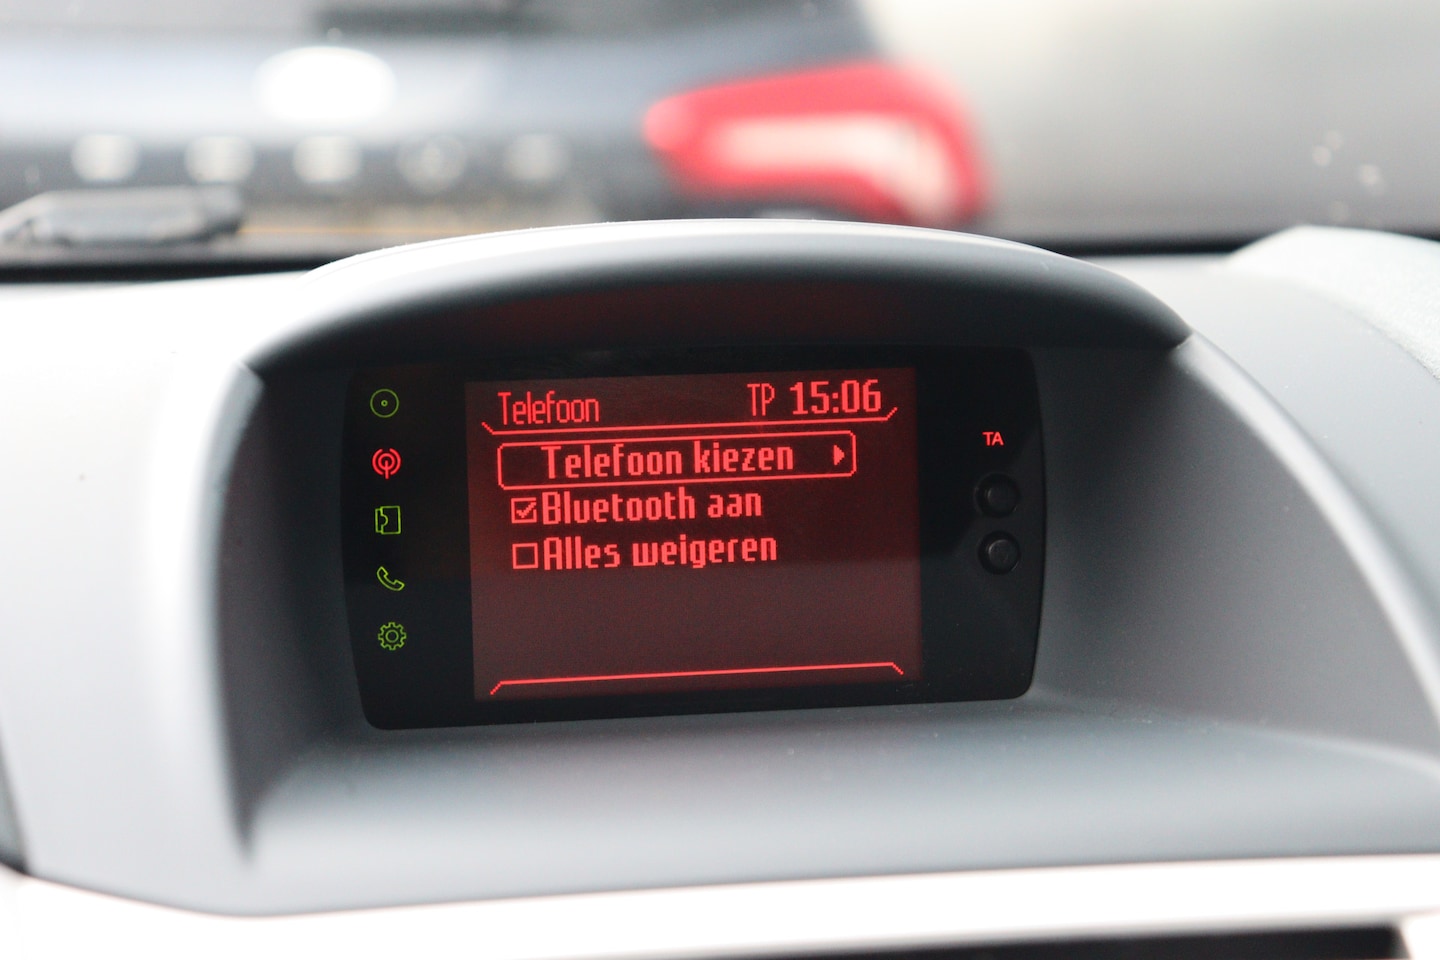 Telefoon TP 15:06
Telefoon kiezen
TA
Bluetooth aan
Alles weigeren